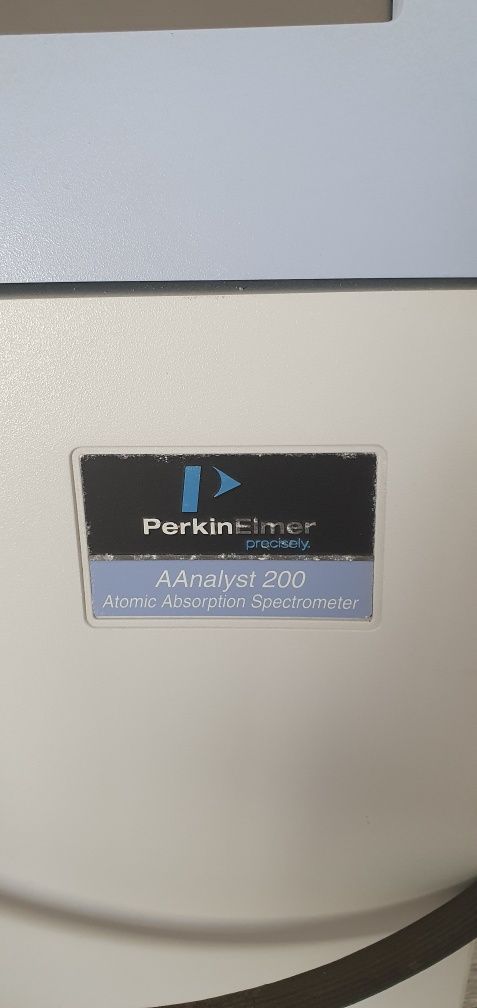 PerkinElmer
precisely.
AAnalyst 200
Atomic Absorption Spectrometer